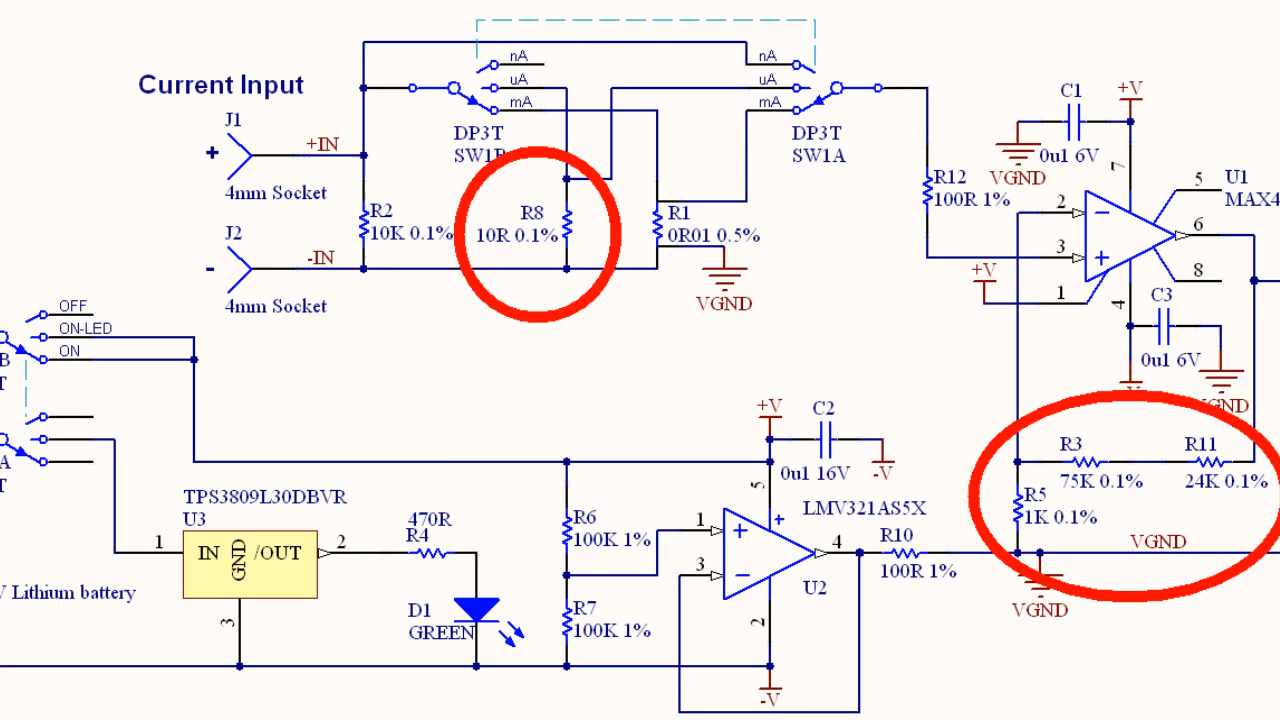 Current Input
nA
uA
mA
DP3T
nA
uA
mA
DP3T
SW1A
C1
+V
0u1 6V
VGND
7
J1
+
+IN
4mm Socket
R2
10K 0.1%
R8
10R 0.1%
R1
0R01 0.5%
VGND
R12
100R 1%
2
3
+V
1
5
U1
6
8
4
C3
0u1 6V
J2
-
-IN
4mm Socket
OFF
ON-LED
ON
B
T
A
T
TPS3809L30DBVR
U3
1
IN
GND
/OUT
2
3
470R
R4
D1
GREEN
Lithium battery
R6
100K 1%
R7
100K 1%
+V
C2
0u1 16V
-V
5
LMV321AS5X
1
3
+
-
+
4
U2
2
-V
R10
100R 1%
R3
75K 0.1%
R11
24K 0.1%
R5
1K 0.1%
VGND
VGND